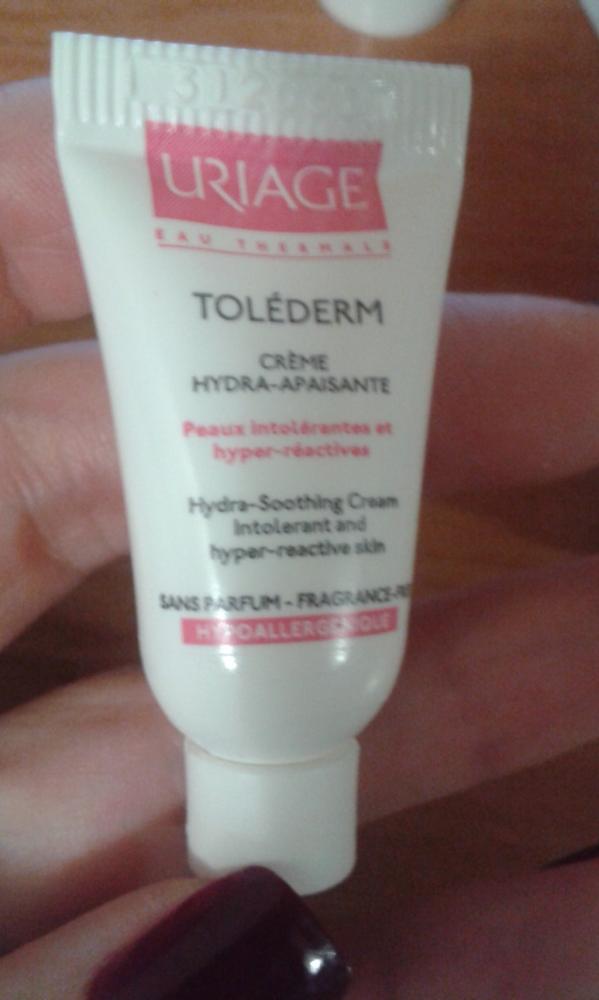 URIAGE
EAU THERMALE
TOLÉDERM
CRÈME
HYDRA-APAISANTE
Peaux intolérantes et
hyper-réactives
Hydra-Soothing Cream
Intolerant and
hyper-reactive skin
SANS PARFUM - FRAGRANCE-
HYPOALLERGÉNIQUE